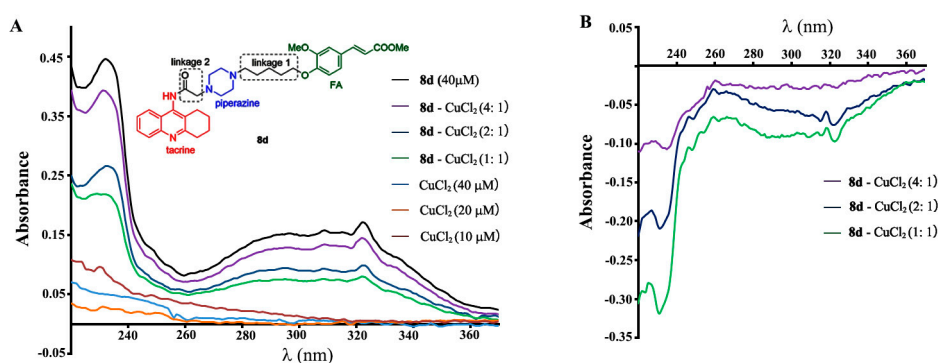 A
Absorbance
0.45
0.35
0.25
0.15
0.05
-0.05
240
260
280
300
320
340
360
λ (nm)
linkage 2
linkage 1
MeO
COOMe
O
FA
O
HN
N
N
piperazine
N
tacrine
8d
8d (40μM)
8d - CuCl2 (4: 1)
8d - CuCl2 (2: 1)
8d - CuCl2 (1: 1)
CuCl2 (40 μM)
CuCl2 (20 μM)
CuCl2 (10 μM)
B
λ (nm)
240 260 280 300 320 340 360
Absorbance
-0.05
-0.10
-0.15
-0.20
-0.25
-0.30
-0.35
8d - CuCl2 (4: 1)
8d - CuCl2 (2: 1)
8d - CuCl2 (1: 1)